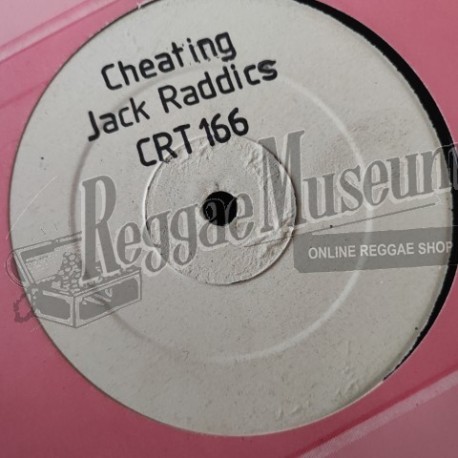 Cheating
Jack Raddics
CRT 166
ReggaeMuseum
ONLINE REGGAE SHOP